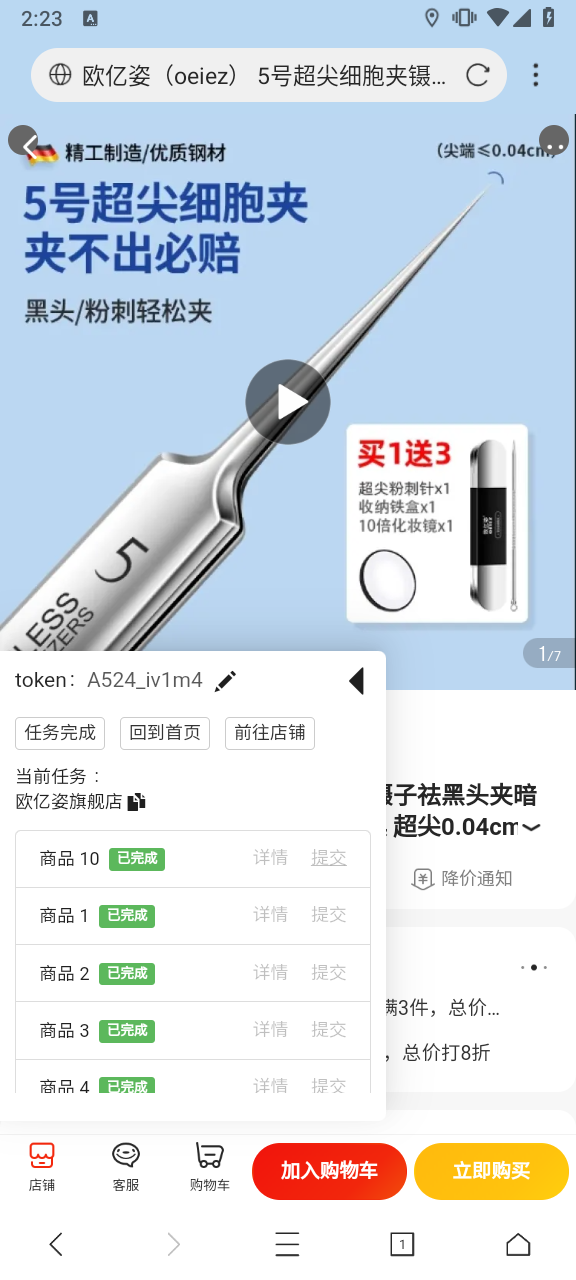 2:23
A
欧亿姿（oeiez） 5号超尖细胞夹镊...
精工制造/优质钢材
（尖端≤0.04cm）
5号超尖细胞夹
夹不出必赔
黑头/粉刺轻松夹
买1送3
超尖粉刺针x1
收纳铁盒x1
10倍化妆镜x1
5
LESS
EEZERS
1/7
token： A524_iv1m4
任务完成 回到首页 前往店铺
当前任务：
欧亿姿旗舰店
镊子祛黑头夹暗
超尖0.04cm
商品 10 已完成 详情 提交
降价通知
商品 1 已完成 详情 提交
商品 2 已完成 详情 提交
满3件，总价...
商品 3 已完成 详情 提交
，总价打8折
商品 4 已完成 详情 提交
店铺 客服 购物车 加入购物车 立即购买
1